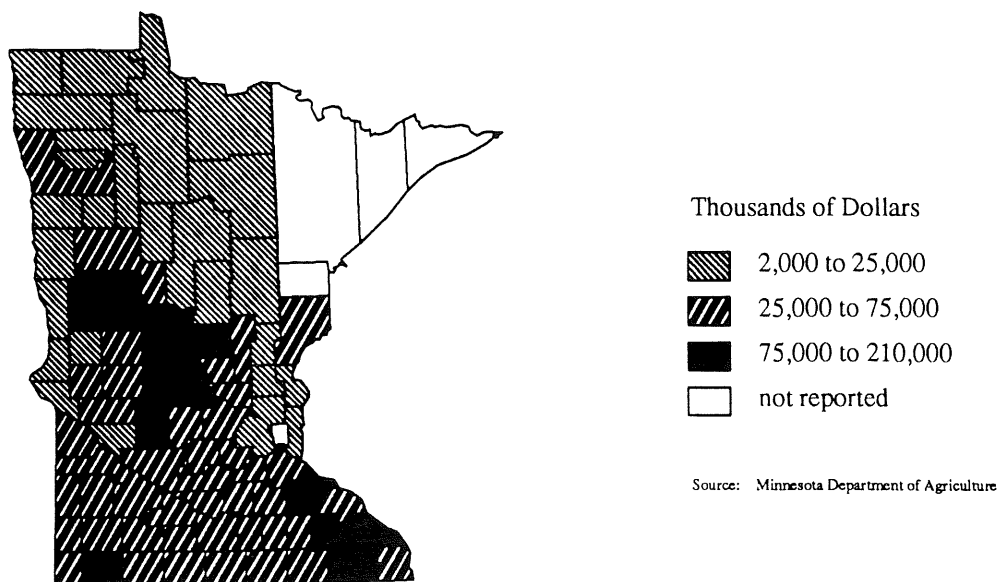 Thousands of Dollars
2,000 to 25,000
25,000 to 75,000
75,000 to 210,000
not reported
Source: Minnesota Department of Agriculture